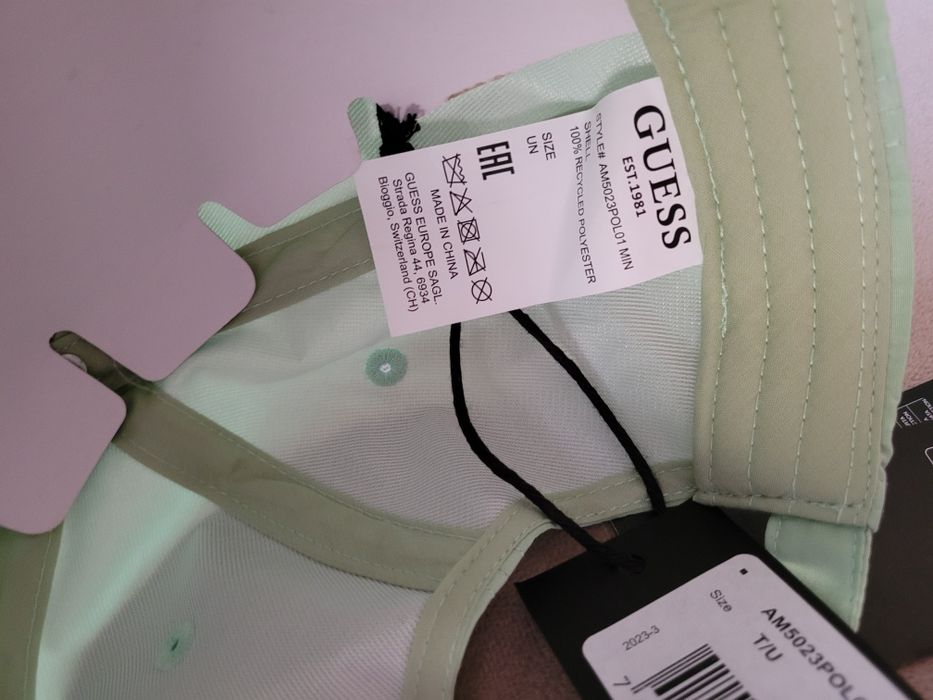 GUESS
EST.1981
STYLE# AM5023POL01 MIN
SHELL
100% RECYCLED POLYESTER
SIZE
UN
EAC
MADE IN CHINA
GUESS EUROPE SAGL.
Strada Regina 44, 6934
Bioggio, Switzerland (CH)
AM5023POL
Size
T/U
2023-3
7